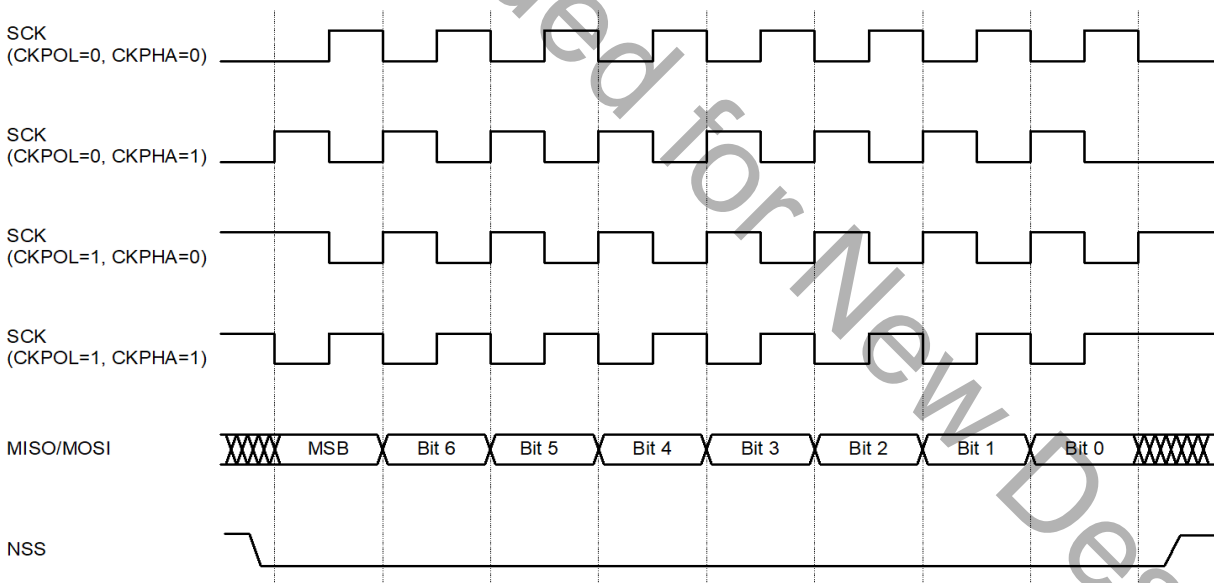 SCK
(CKPOL=0, CKPHA=0)
SCK
(CKPOL=0, CKPHA=1)
SCK
(CKPOL=1, CKPHA=0)
SCK
(CKPOL=1, CKPHA=1)
MISO/MOSI
MSB Bit 6 Bit 5 Bit 4 Bit 3 Bit 2 Bit 1 Bit 0
NSS
for New